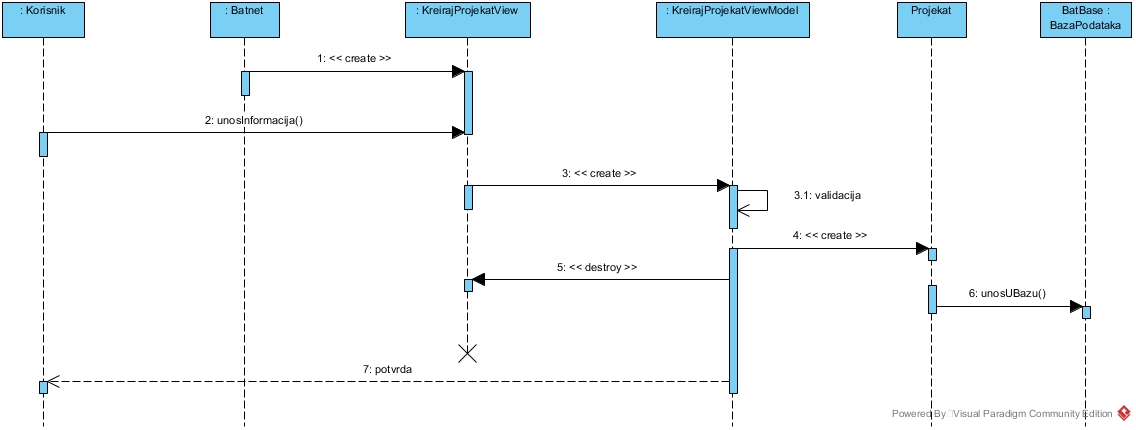 : Korisnik
: Batnet
: KreirajProjekatView
: KreirajProjekatViewModel
Projekat
BatBase :
BazaPodataka
1: << create >>
2: unosInformacija()
3: << create >>
3.1: validacija
4: << create >>
5: << destroy >>
6: unosUBazu()
7: potvrda
Powered By Visual Paradigm Community Edition